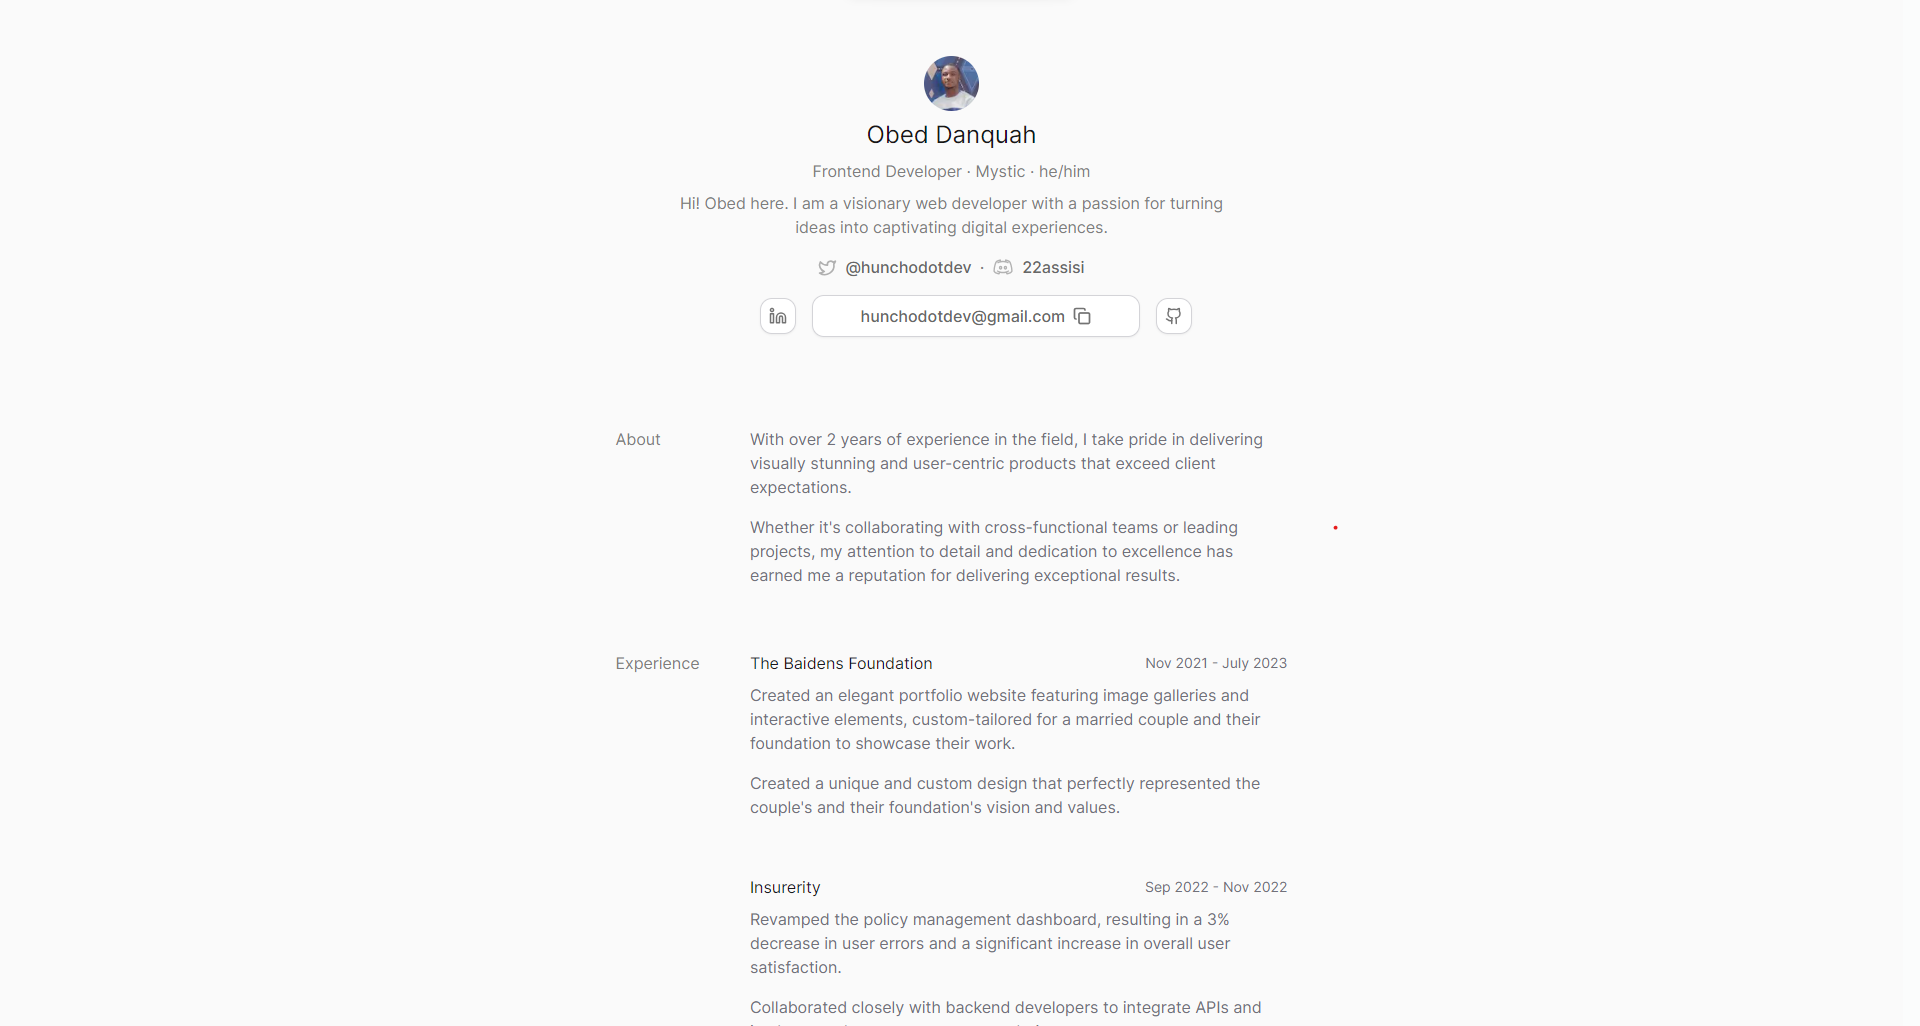 Obed Danquah
Frontend Developer · Mystic · he/him
Hi! Obed here. I am a visionary web developer with a passion for turning
ideas into captivating digital experiences.
@hunchodotdev · 22assisi
hunchodotdev@gmail.com
About
With over 2 years of experience in the field, I take pride in delivering
visually stunning and user-centric products that exceed client
expectations.
Whether it's collaborating with cross-functional teams or leading
projects, my attention to detail and dedication to excellence has
earned me a reputation for delivering exceptional results.
Experience
The Baidens Foundation
Nov 2021 - July 2023
Created an elegant portfolio website featuring image galleries and
interactive elements, custom-tailored for a married couple and their
foundation to showcase their work.
Created a unique and custom design that perfectly represented the
couple's and their foundation's vision and values.
Insurerity
Sep 2022 - Nov 2022
Revamped the policy management dashboard, resulting in a 3%
decrease in user errors and a significant increase in overall user
satisfaction.
Collaborated closely with backend developers to integrate APIs and